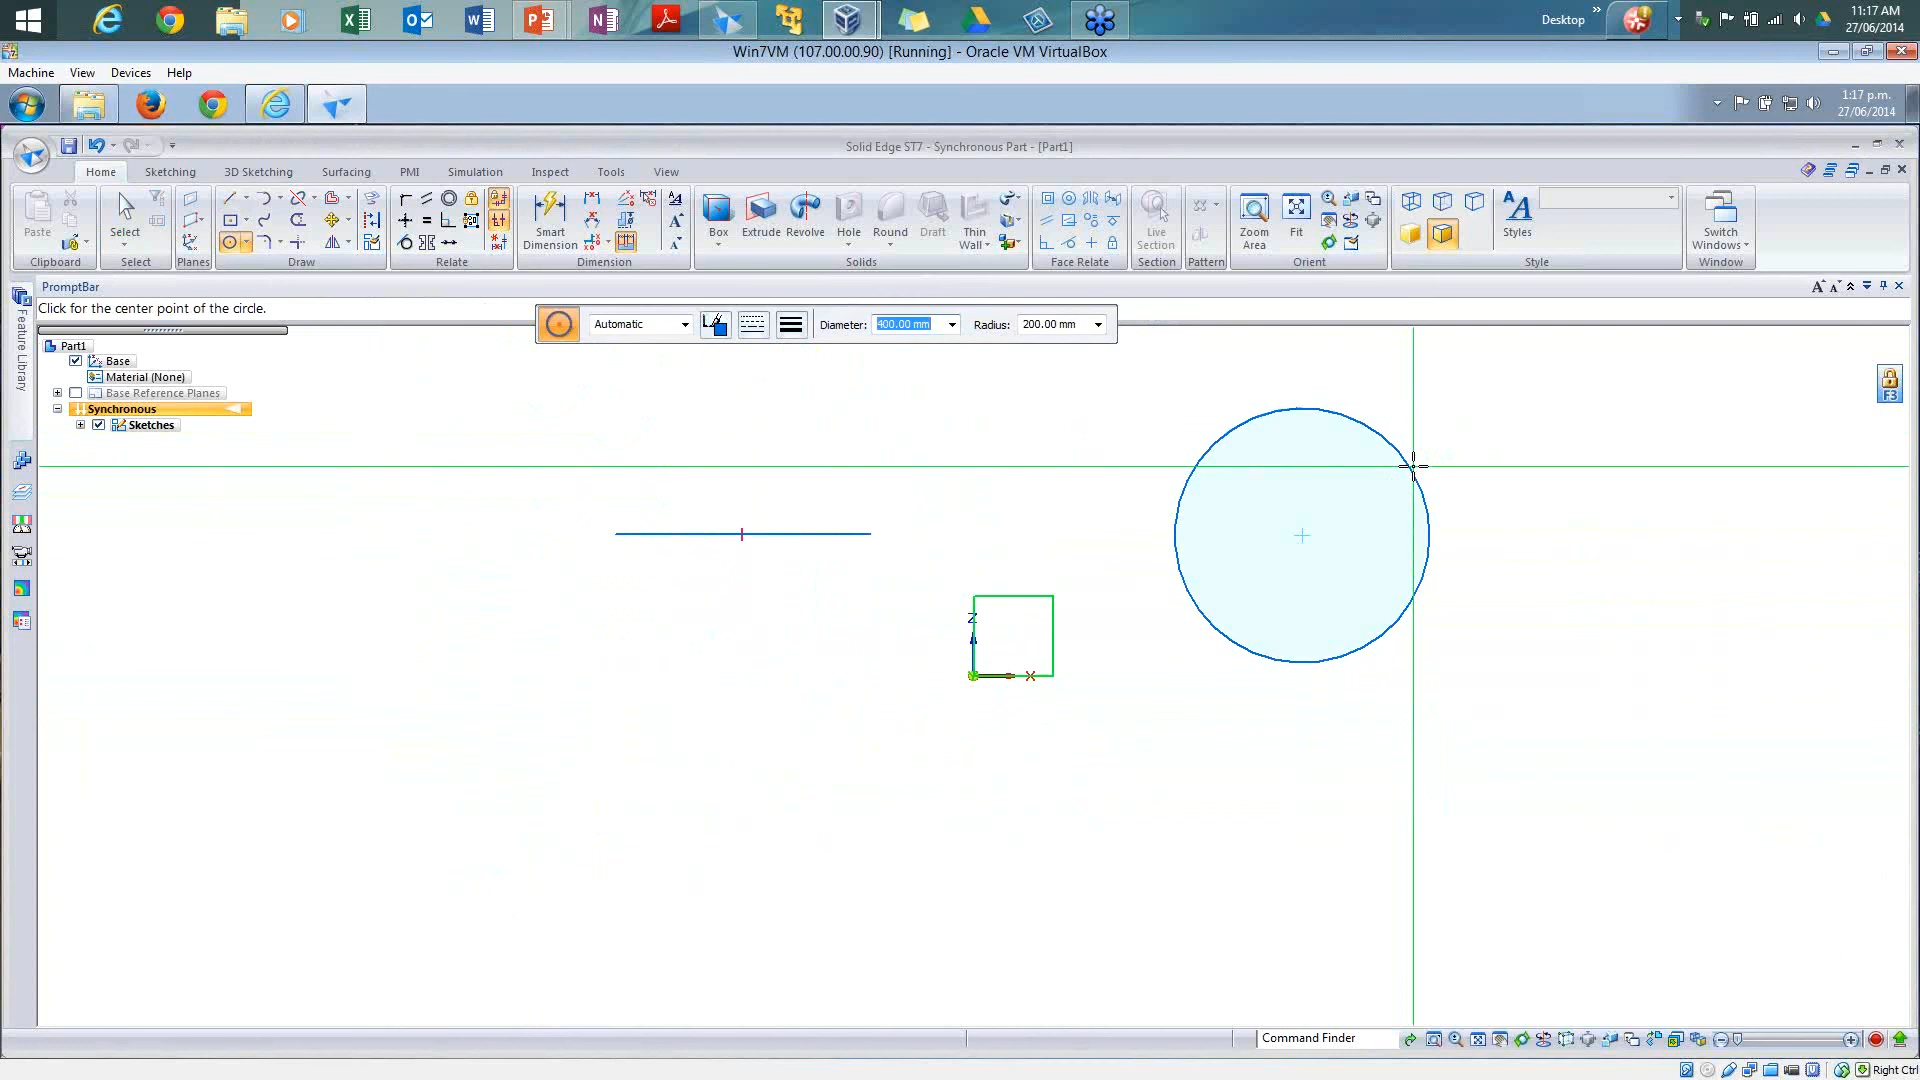 Desktop
11:17 AM
27/06/2014
Win7VM (107.00.00.90) [Running] - Oracle VM VirtualBox
Machine View Devices Help
1:17 p.m.
27/06/2014
Solid Edge ST7 - Synchronous Part - [Part1]
Home Sketching 3D Sketching Surfacing PMI Simulation Inspect Tools View
Paste
Select
Smart
Dimension
Box Extrude Revolve Hole Round Draft Thin
Wall
Live
Section
Zoom
Area
Fit
Styles
Switch
Windows
Clipboard Select Planes Draw Relate Dimension Solids Face Relate Section Pattern Orient Style Window
PromptBar
Click for the center point of the circle.
Automatic Diameter: 400.00 mm Radius: 200.00 mm
Feature Library
Part1
Base
Material (None)
Base Reference Planes
Synchronous
Sketches
F3
Z
X
Command Finder
Right Ctrl